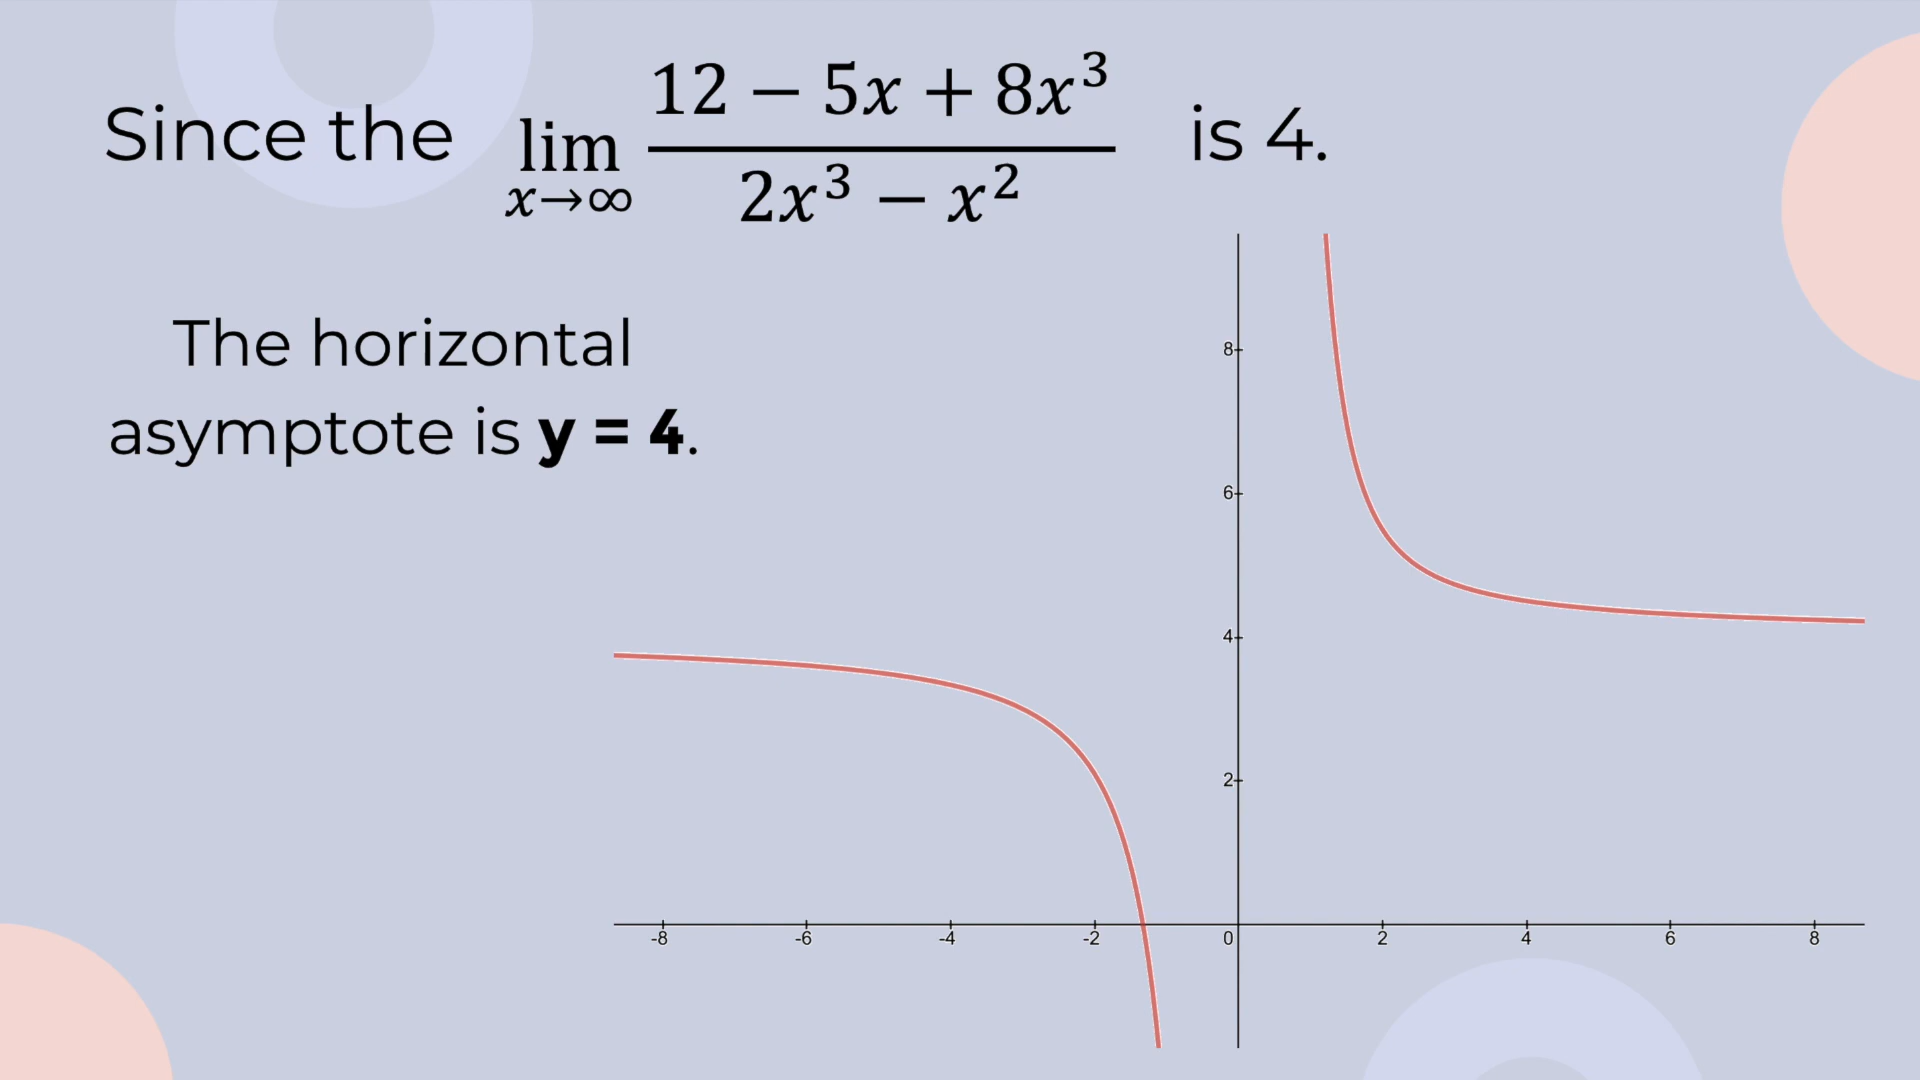 Since the lim x→∞ (12 − 5x + 8x³)/(2x³ − x²) is 4.
The horizontal
asymptote is y = 4.
8
6
4
2
-8 -6 -4 -2 0 2 4 6 8